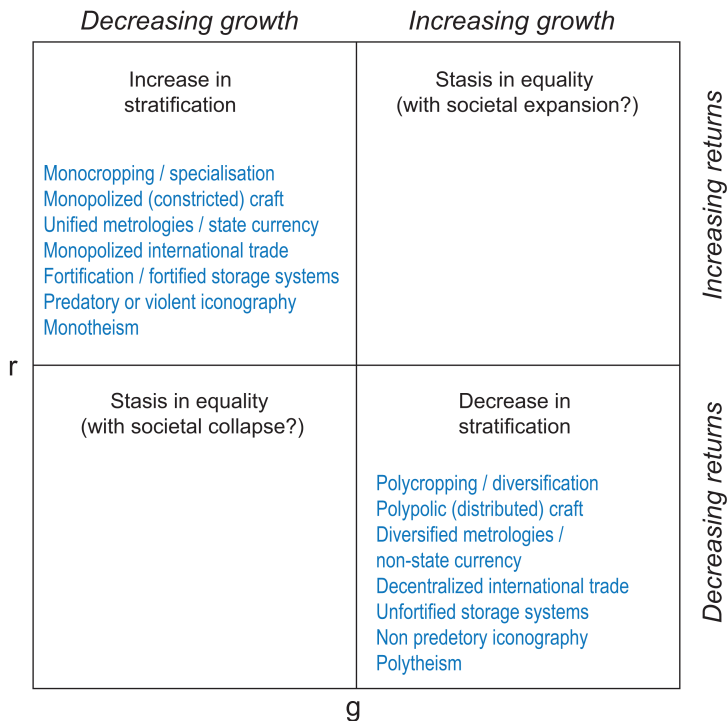 Decreasing growth
Increasing growth
Increase in
stratification
Monocropping / specialisation
Monopolized (constricted) craft
Unified metrologies / state currency
Monopolized international trade
Fortification / fortified storage systems
Predatory or violent iconography
Monotheism
Stasis in equality
(with societal expansion?)
Increasing returns
r
Stasis in equality
(with societal collapse?)
Decrease in
stratification
Polycropping / diversification
Polypolic (distributed) craft
Diversified metrologies /
non-state currency
Decentralized international trade
Unfortified storage systems
Non predetory iconography
Polytheism
Decreasing returns
g